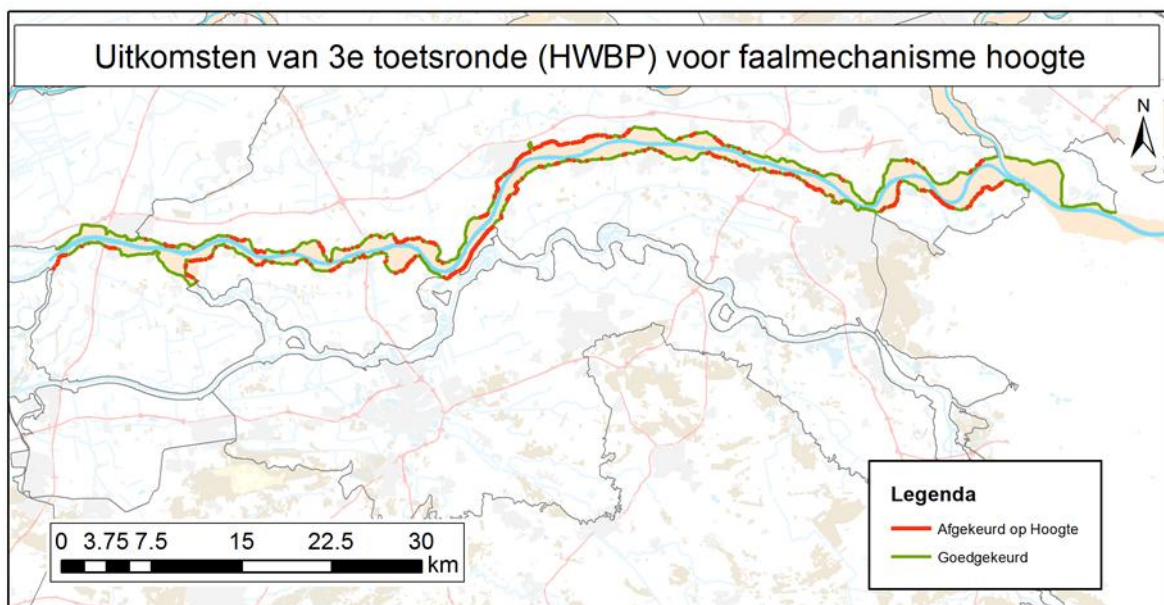 Uitkomsten van 3e toetsronde (HWBP) voor faalmechanisme hoogte
N
Legenda
Afgekeurd op Hoogte
Goedgekeurd
0 3.75 7.5 15 22.5 30
km